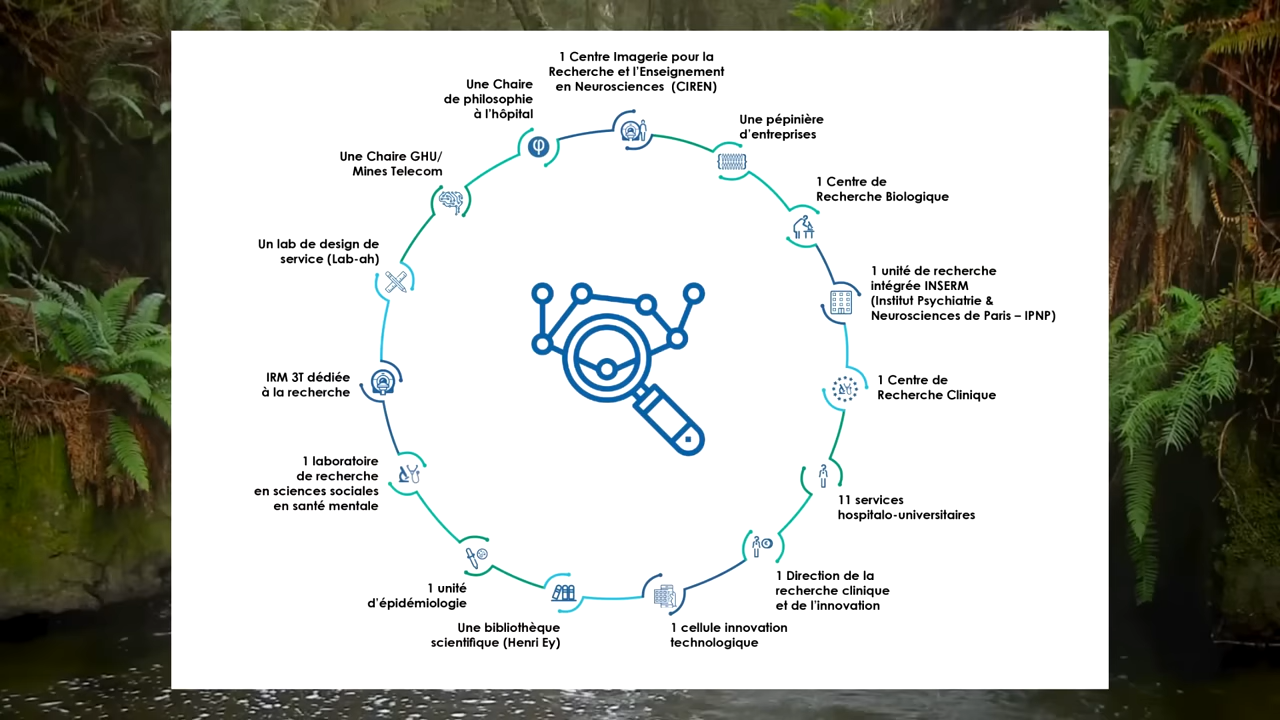 1 Centre Imagerie pour la
Recherche et l'Enseignement
en Neurosciences (CIREN)
Une pépinière
d'entreprises
1 Centre de
Recherche Biologique
1 unité de recherche
intégrée INSERM
(Institut Psychiatrie &
Neurosciences de Paris – IPNP)
1 Centre de
Recherche Clinique
11 services
hospitalo-universitaires
1 Direction de la
recherche clinique
et de l'innovation
1 cellule innovation
technologique
Une bibliothèque
scientifique (Henri Ey)
1 unité
d'épidémiologie
1 laboratoire
de recherche
en sciences sociales
en santé mentale
IRM 3T dédiée
à la recherche
Un lab de design de
service (Lab-ah)
Une Chaire GHU/
Mines Telecom
Une Chaire
de philosophie
à l'hôpital
φ